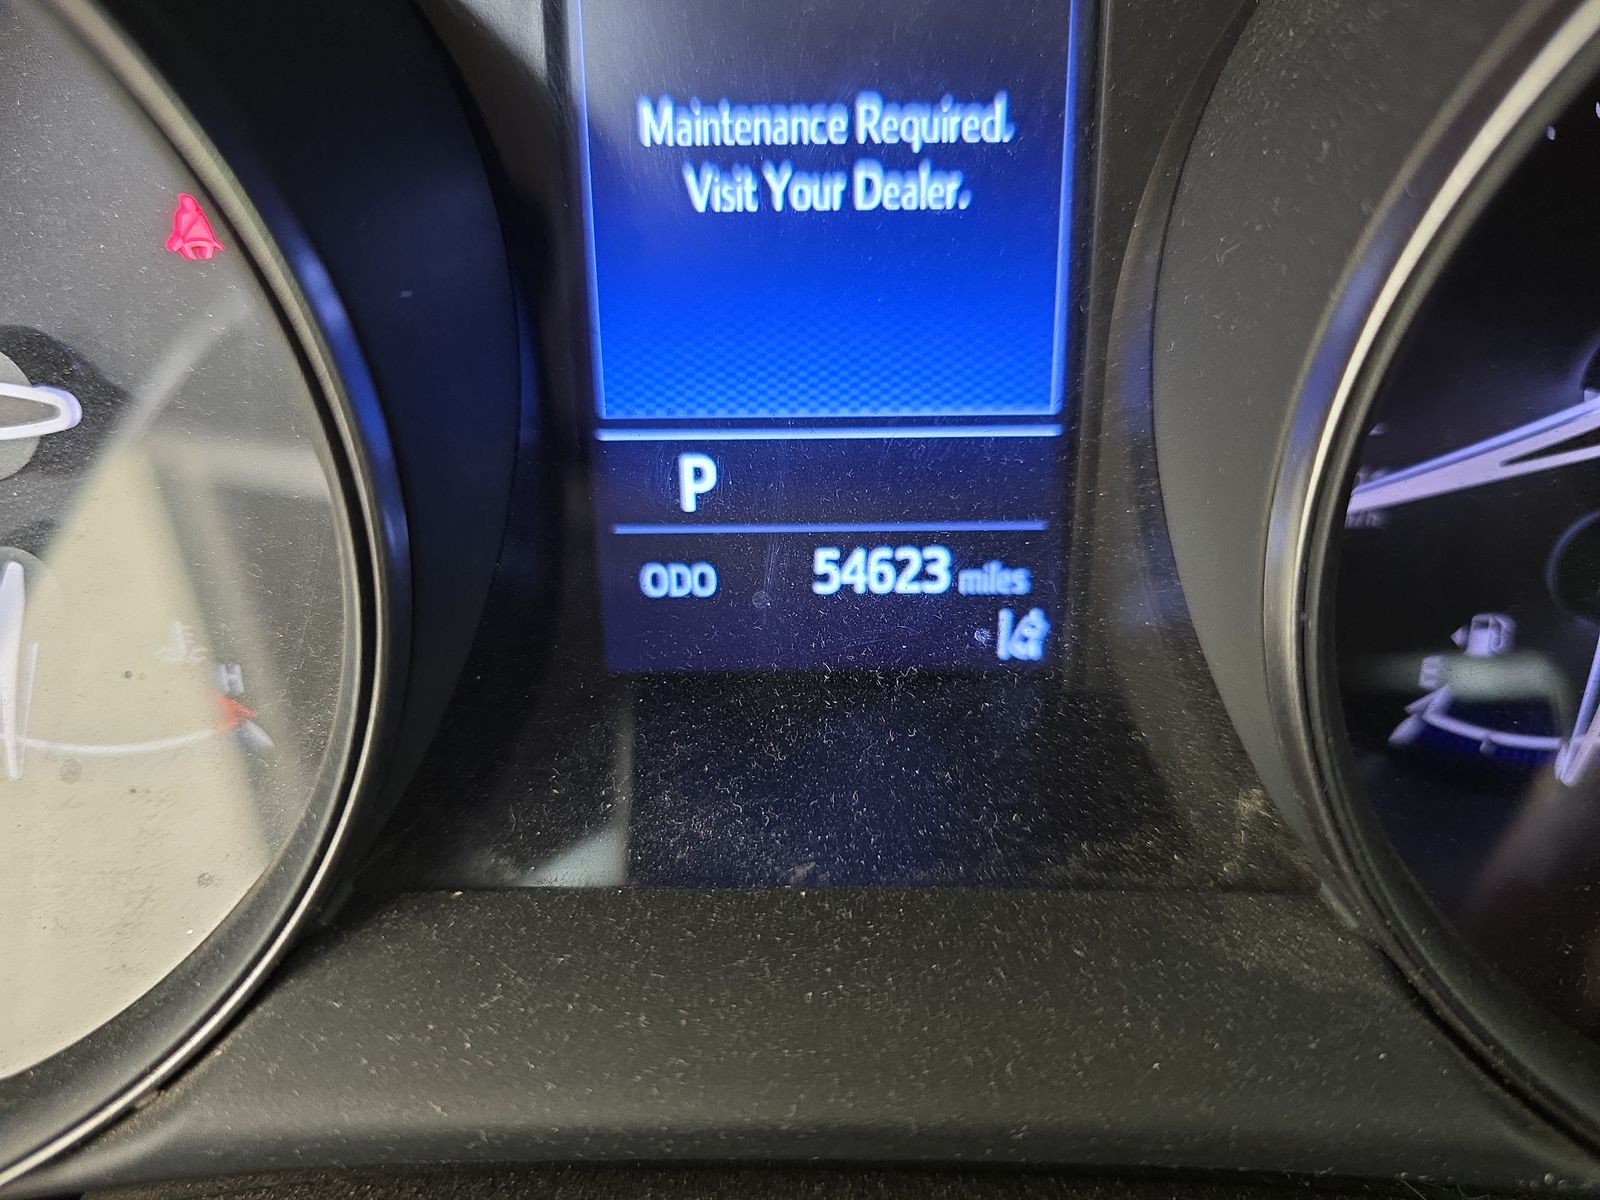 Maintenance Required.
Visit Your Dealer.
P
ODO 54623 miles
H
E